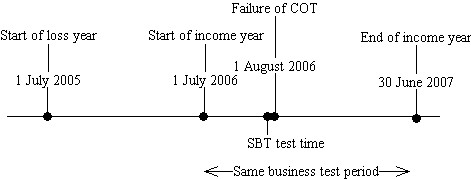 Failure of COT
Start of loss year
Start of income year
End of income year
1 August 2006
1 July 2005
1 July 2006
30 June 2007
SBT test time
Same business test period